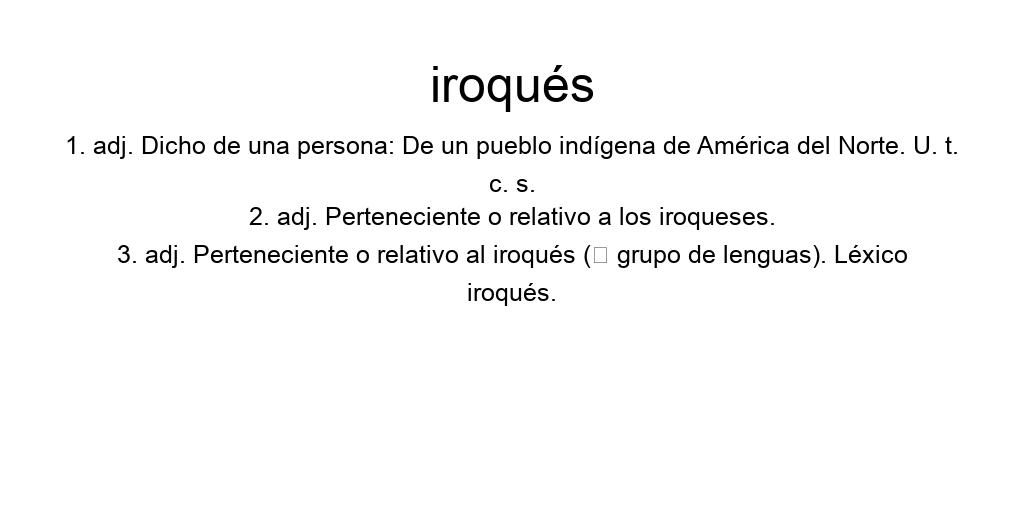 iroqués
1. adj. Dicho de una persona: De un pueblo indígena de América del Norte. U. t.
c. s.
2. adj. Perteneciente o relativo a los iroqueses.
3. adj. Perteneciente o relativo al iroqués (□ grupo de lenguas). Léxico
iroqués.